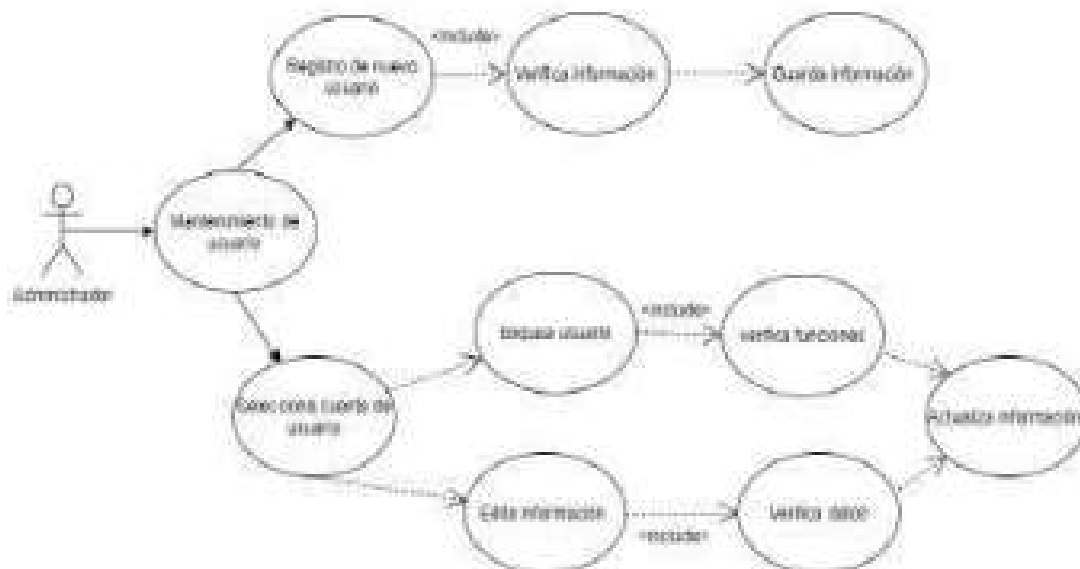 <include>
Registro de nuevo
usuario
Verifica información
Guarda información
Mantenimiento de
usuario
Administrador
Bloquea usuario
<include>
Verifica funciones
Selecciona cuenta de
usuario
Actualiza información
Edita información
<include>
Verifica datos